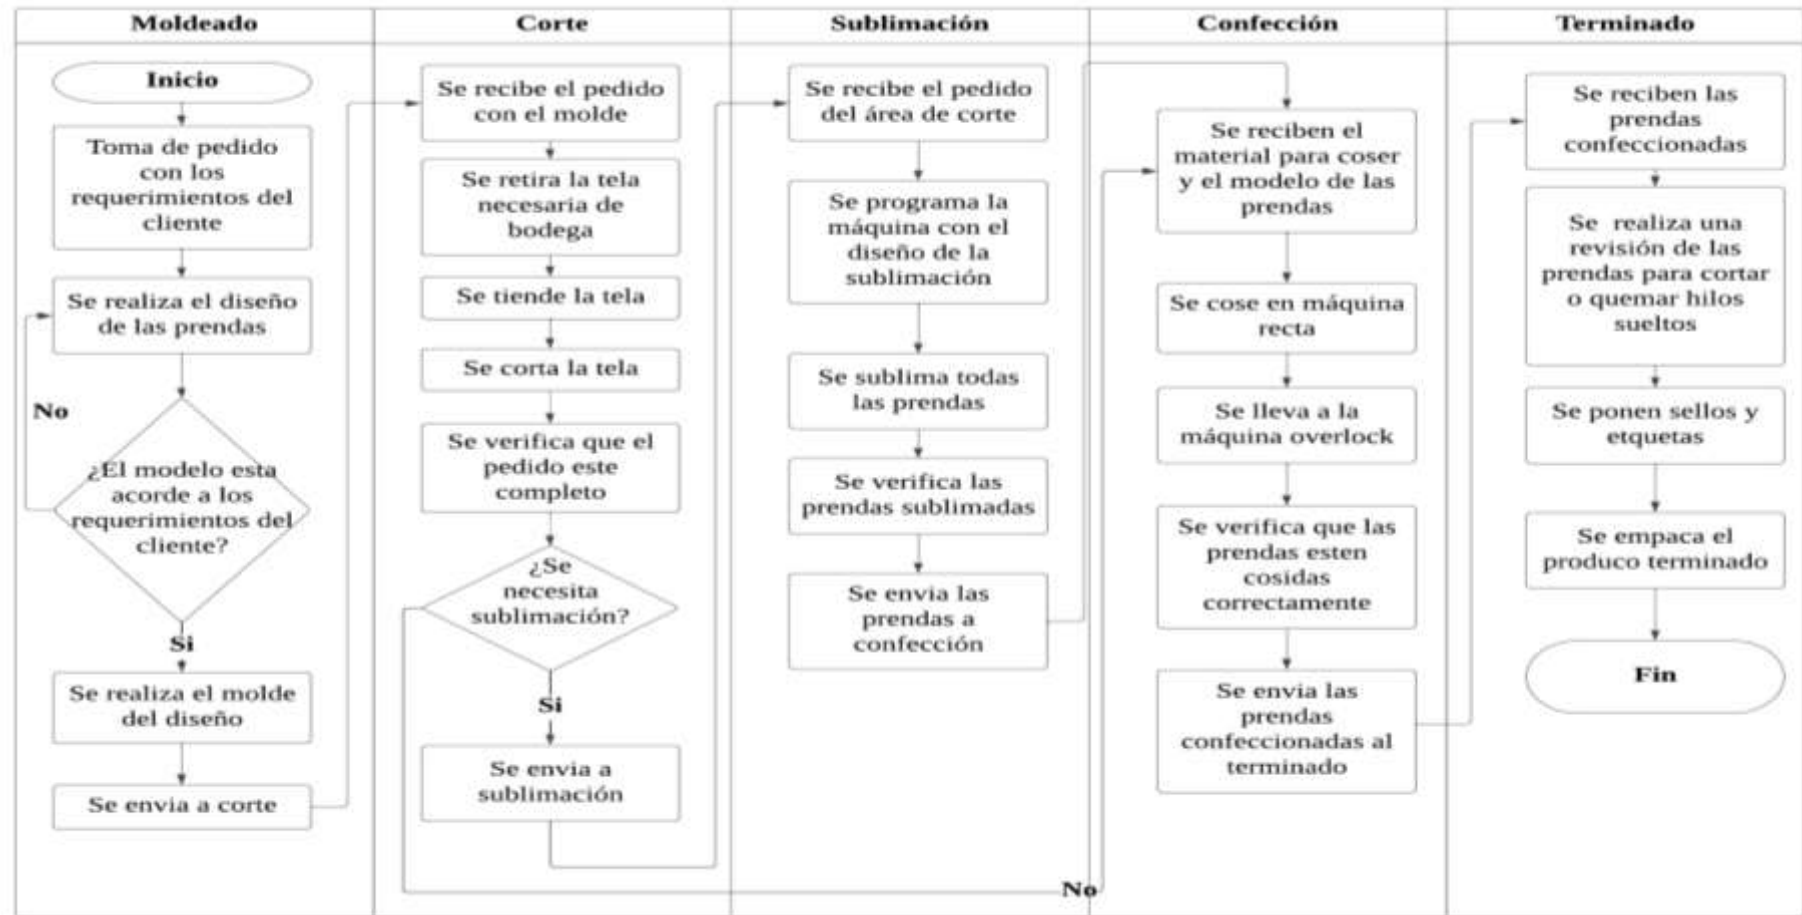 Moldeado
Corte
Sublimación
Confección
Terminado
Inicio
Toma de pedido
con los
requerimientos del
cliente
Se realiza el diseño
de las prendas
No
¿El modelo esta
acorde a los
requerimientos del
cliente?
Si
Se realiza el molde
del diseño
Se envia a corte
Se recibe el pedido
con el molde
Se retira la tela
necesaria de
bodega
Se tiende la tela
Se corta la tela
Se verifica que el
pedido este
completo
¿Se
necesita
sublimación?
Si
Se envia a
sublimación
No
Se recibe el pedido
del área de corte
Se programa la
máquina con el
diseño de la
sublimación
Se sublima todas
las prendas
Se verifica las
prendas sublimadas
Se envia las
prendas a
confección
Se reciben el
material para coser
y el modelo de las
prendas
Se cose en máquina
recta
Se lleva a la
máquina overlock
Se verifica que las
prendas esten
cosidas
correctamente
Se envia las
prendas
confeccionadas al
terminado
Se reciben las
prendas
confeccionadas
Se realiza una
revisión de las
prendas para cortar
o quemar hilos
sueltos
Se ponen sellos y
etquetas
Se empaca el
produco terminado
Fin